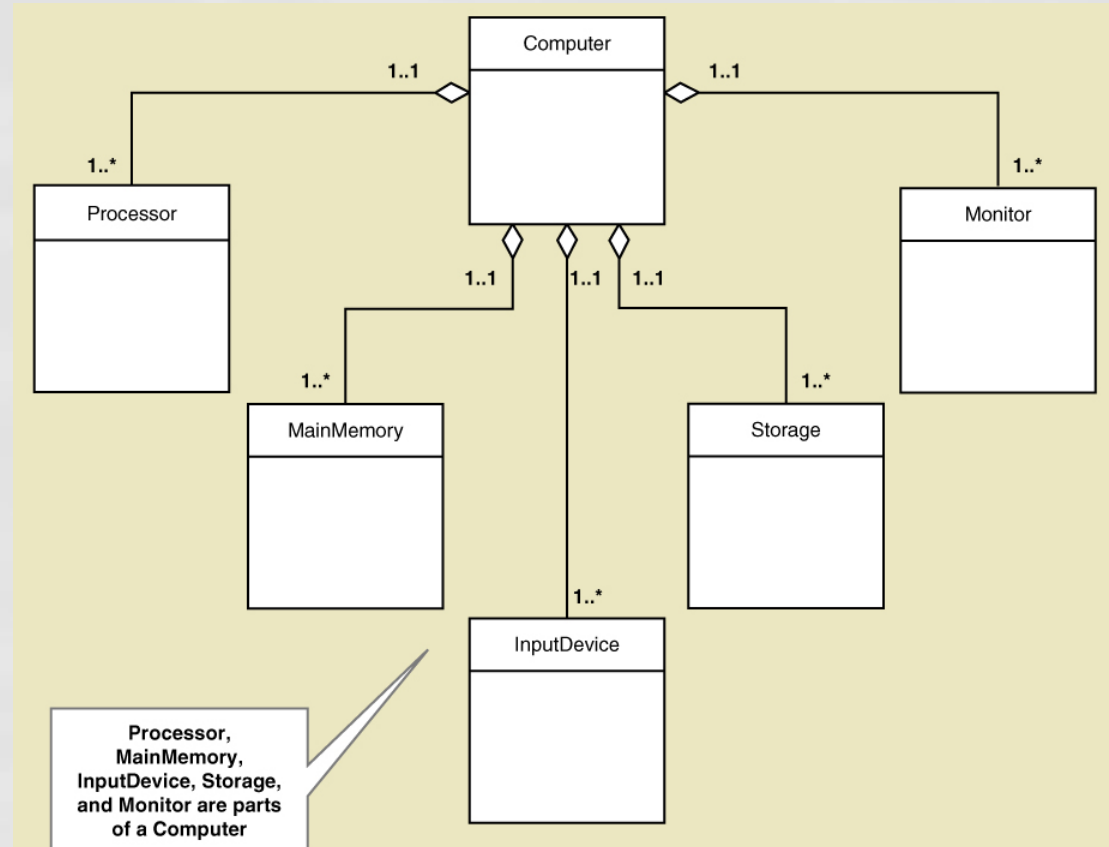 Computer
1..1
1..1
1..*
1..*
Processor
Monitor
1..1
1..1
1..1
1..*
1..*
MainMemory
Storage
1..*
InputDevice
Processor,
MainMemory,
InputDevice, Storage,
and Monitor are parts
of a Computer